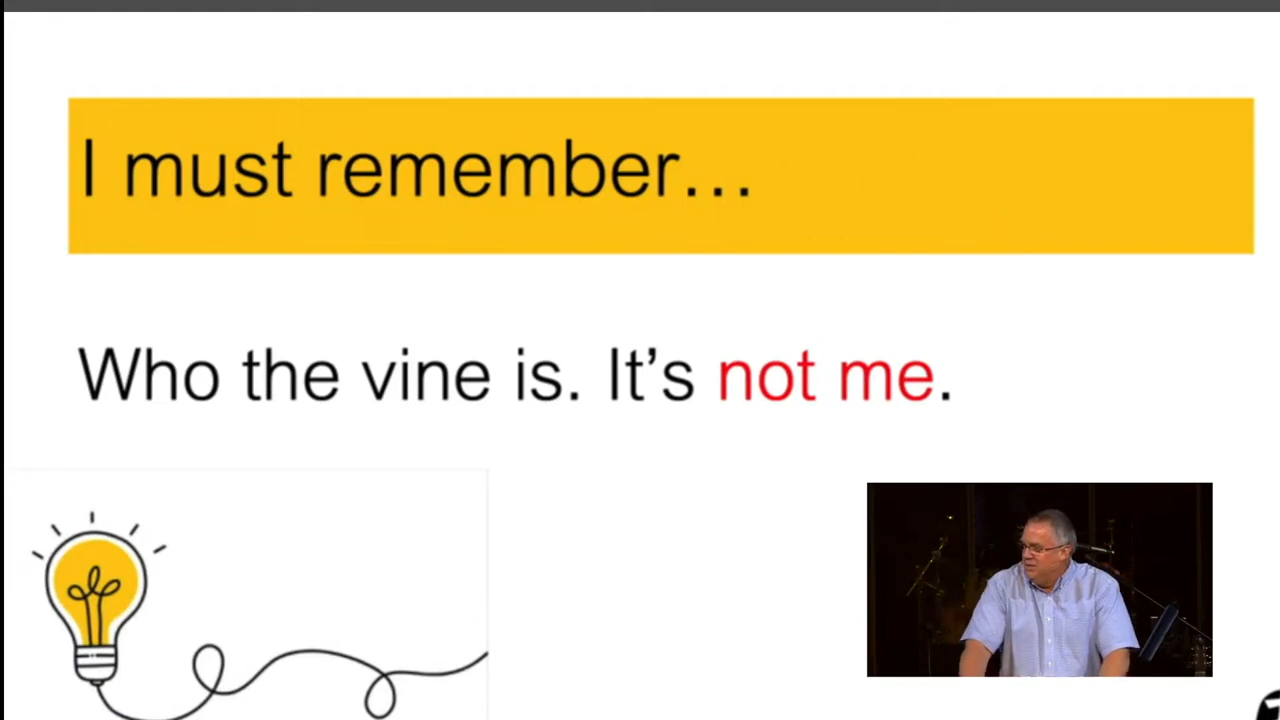 I must remember…
Who the vine is. It’s not me.